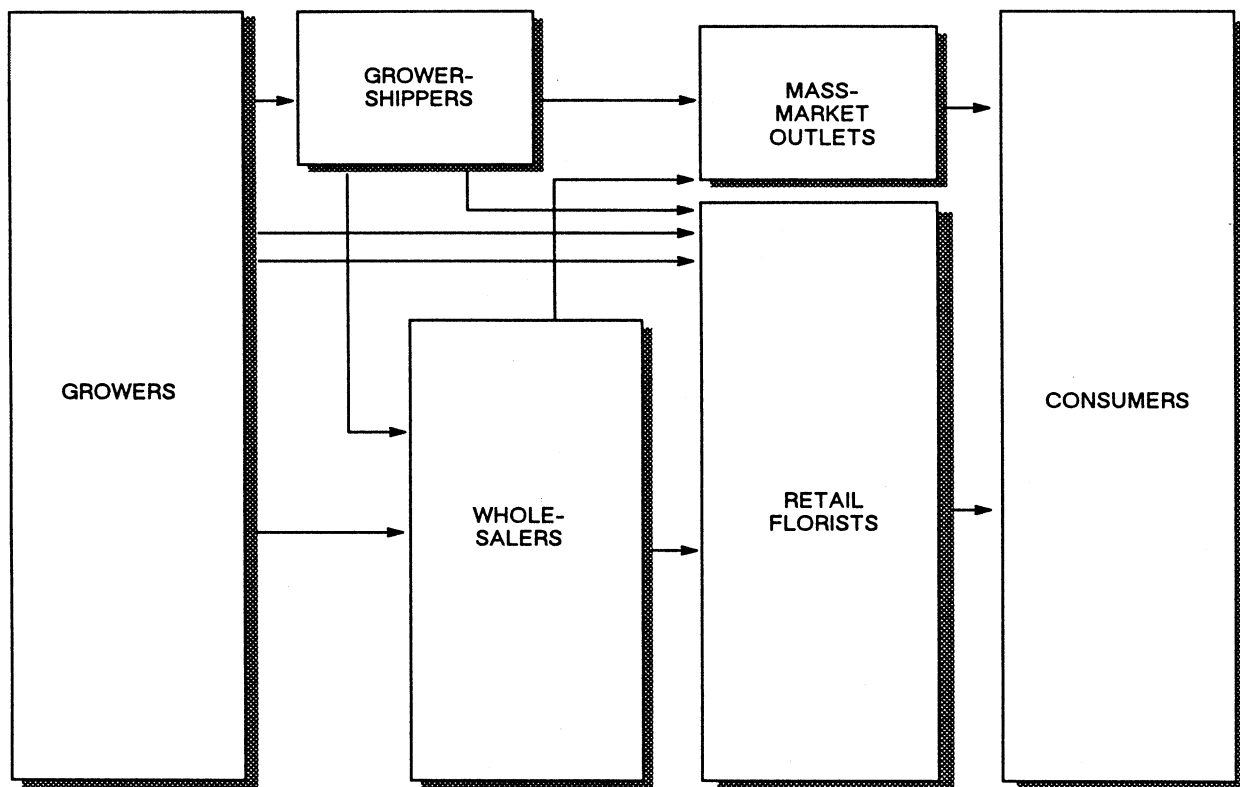 GROWER-
SHIPPERS
MASS-
MARKET
OUTLETS
GROWERS
CONSUMERS
WHOLE-
SALERS
RETAIL
FLORISTS